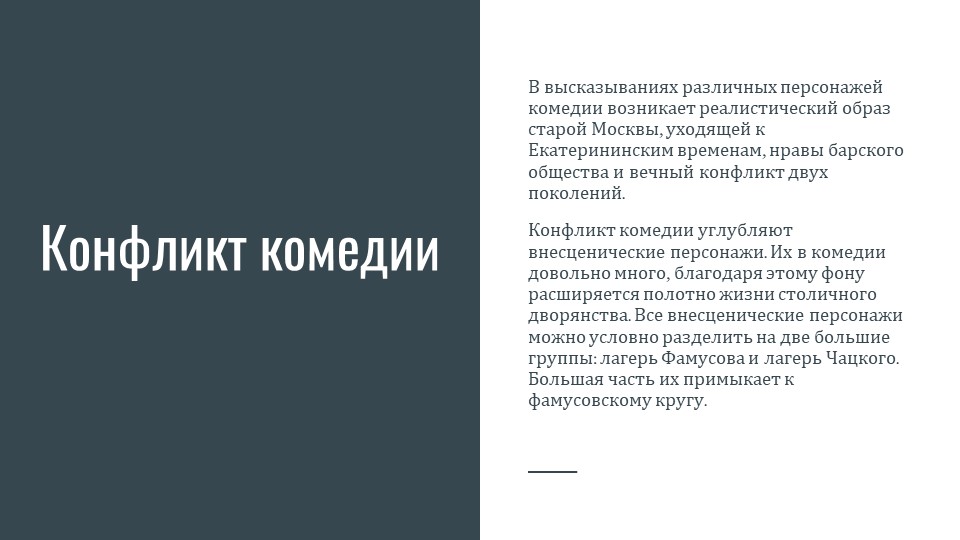 Конфликт комедии
В высказываниях различных персонажей
комедии возникает реалистический образ
старой Москвы, уходящей к
Екатерининским временам, нравы барского
общества и вечный конфликт двух
поколений.
Конфликт комедии углубляют
внесценические персонажи. Их в комедии
довольно много, благодаря этому фону
расширяется полотно жизни столичного
дворянства. Все внесценические персонажи
можно условно разделить на две большие
группы: лагерь Фамусова и лагерь Чацкого.
Большая часть их примыкает к
фамусовскому кругу.